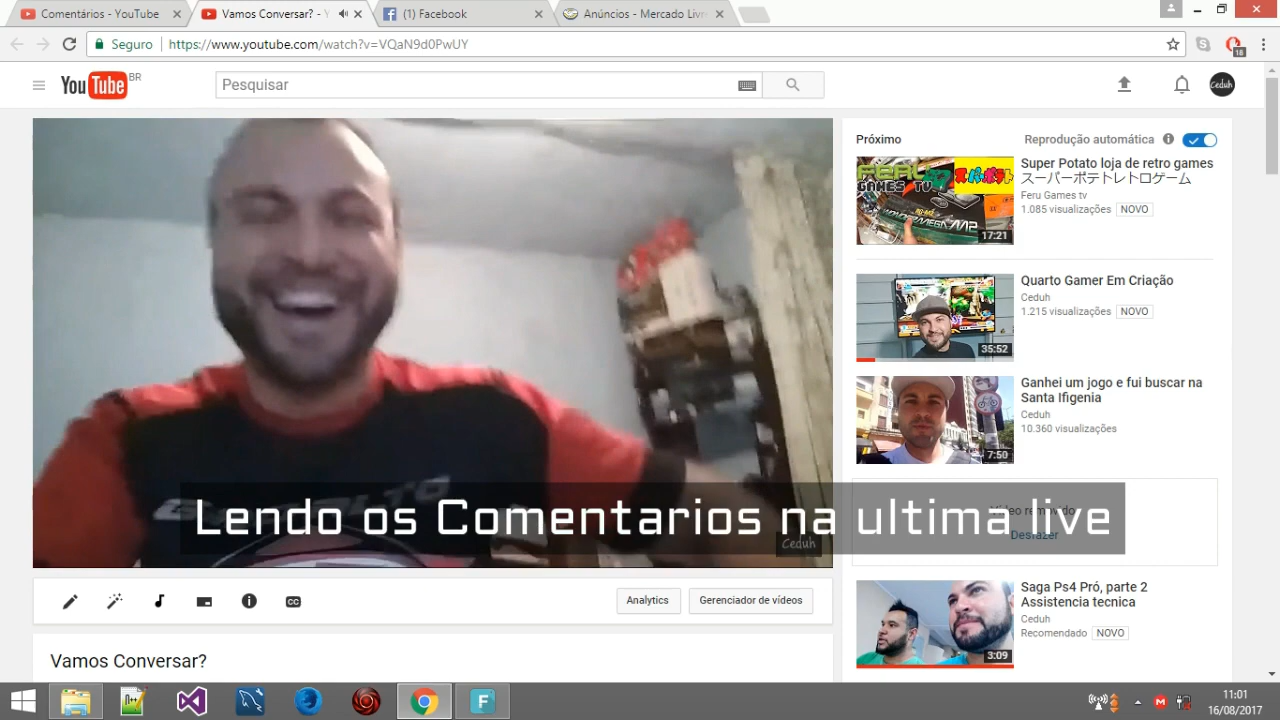 Comentários - YouTube
Vamos Conversar? - Y
(1) Facebook
Anúncios - Mercado Livre
Seguro
https://www.youtube.com/watch?v=VQaN9d0PwUY
18
YouTube BR
Pesquisar
Ceduh
Próximo
Reprodução automática
Super Potato loja de retro games
スーパーポテトレトロゲーム
Feru Games tv
1.085 visualizações NOVO
17:21
Quarto Gamer Em Criação
Ceduh
1.215 visualizações NOVO
35:52
Ganhei um jogo e fui buscar na
Santa Ifigenia
Ceduh
10.360 visualizações
7:50
Lendo os Comentarios na ultima live
Vídeo removido
Desfazer
Ceduh
Saga Ps4 Pró, parte 2
Assistencia tecnica
Ceduh
Recomendado NOVO
3:09
CC
Analytics
Gerenciador de vídeos
Vamos Conversar?
11:01
16/08/2017